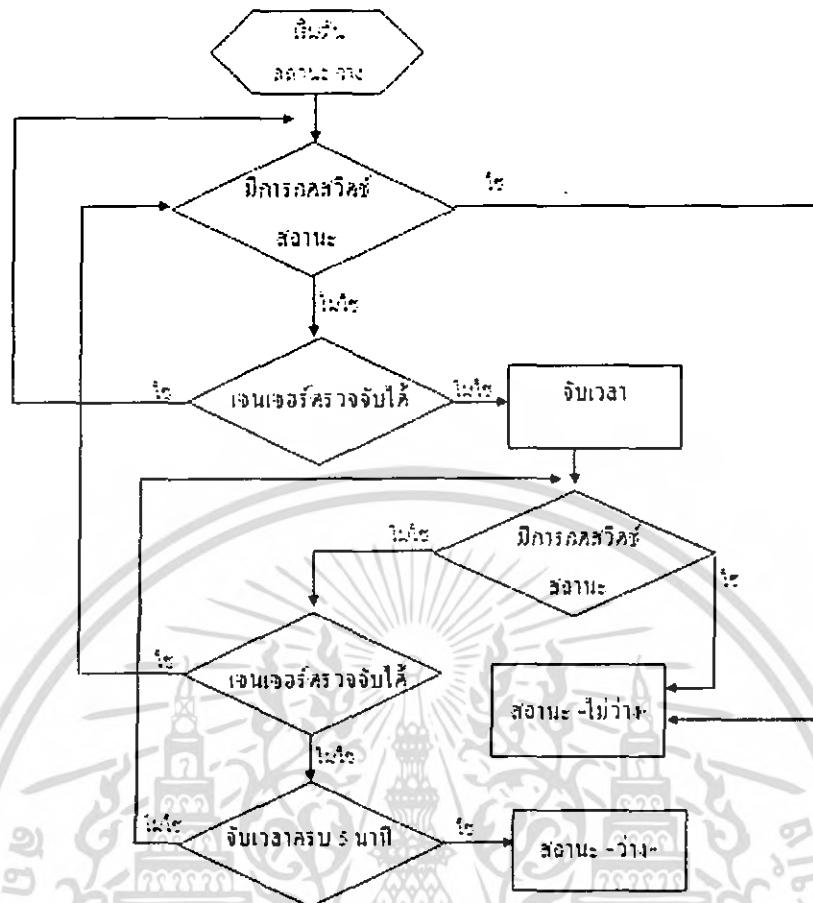 เริ่มต้น
สถานะ ว่าง
มีการกดสวิตช์
สถานะ
ใช่
ไม่ใช่
เซนเซอร์ตรวจจับได้
ใช่
ไม่ใช่
จับเวลา
มีการกดสวิตช์
สถานะ
ไม่ใช่
ใช่
เซนเซอร์ตรวจจับได้
ใช่
ไม่ใช่
สถานะ -ไม่ว่าง-
จับเวลาครบ 5 นาที
ไม่ใช่
ใช่
สถานะ -ว่าง-